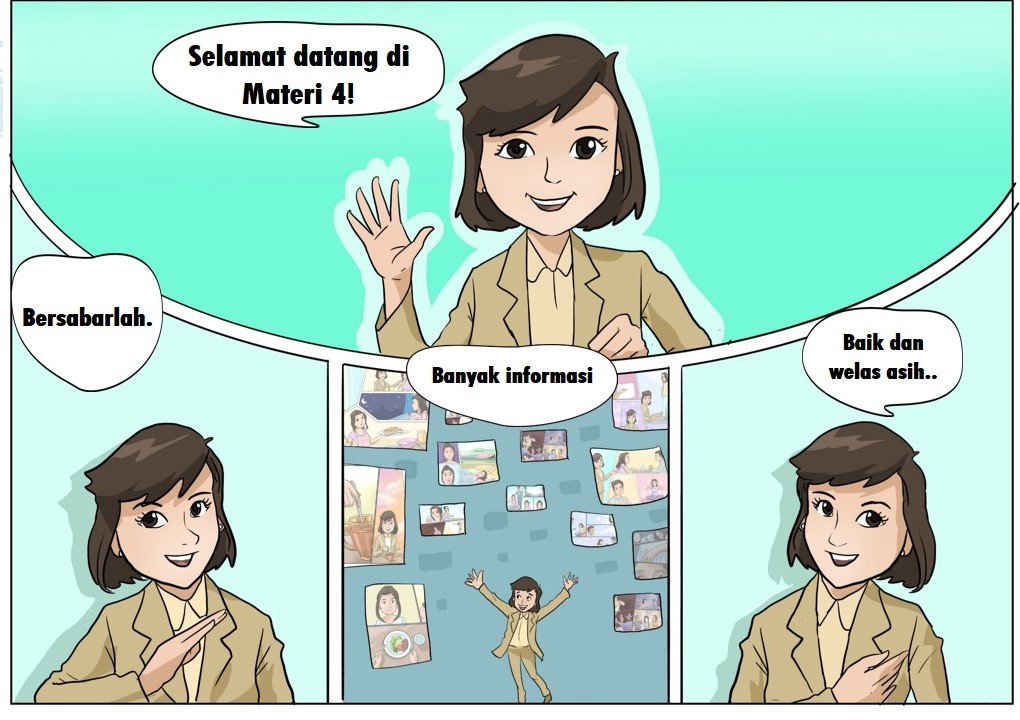 Selamat datang di
Materi 4!
Bersabarlah.
Banyak informasi
Baik dan
welas asih..